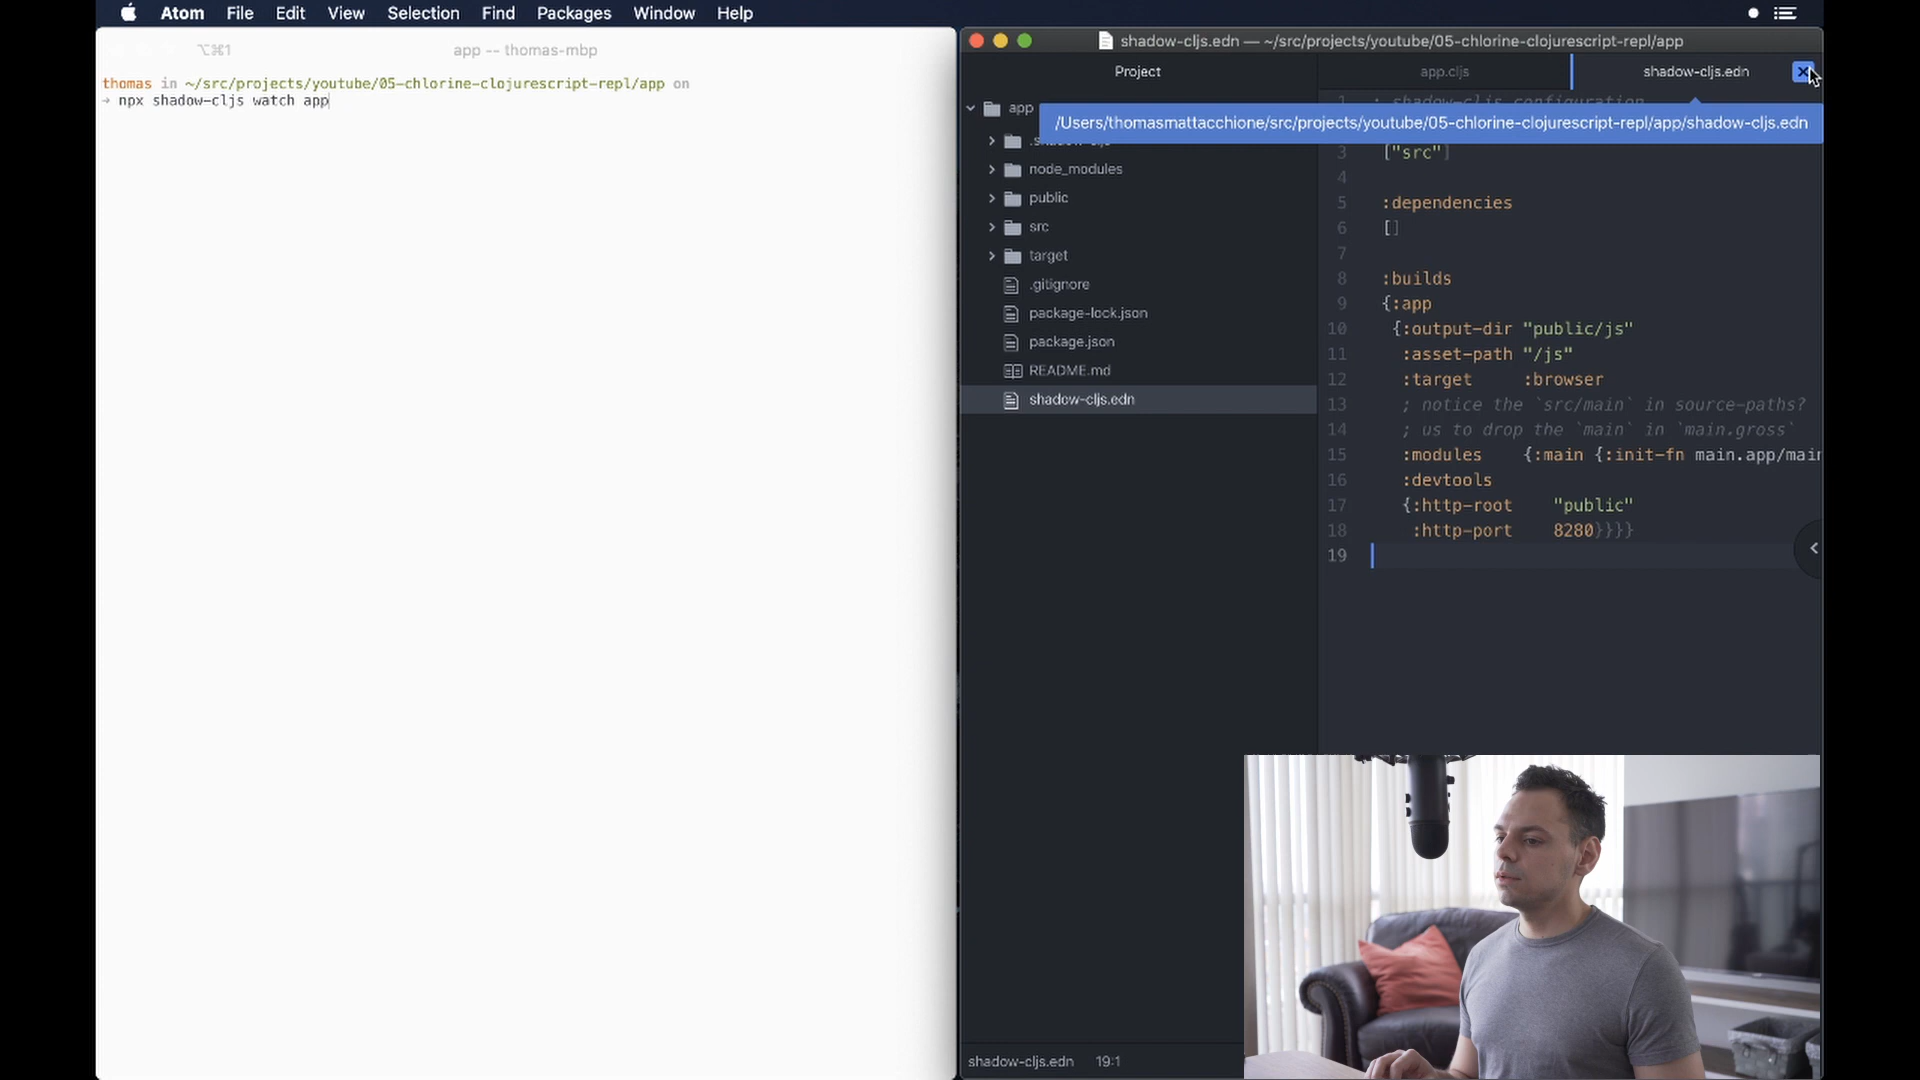 Atom File Edit View Selection Find Packages Window Help
⌥⌘1 app -- thomas-mbp
thomas in ~/src/projects/youtube/05-chlorine-clojurescript-repl/app on
→ npx shadow-cljs watch app
shadow-cljs.edn — ~/src/projects/youtube/05-chlorine-clojurescript-repl/app
Project
app.cljs
shadow-cljs.edn
/Users/thomasmattacchione/src/projects/youtube/05-chlorine-clojurescript-repl/app/shadow-cljs.edn
app
node_modules
public
src
target
.gitignore
package-lock.json
package.json
README.md
shadow-cljs.edn
1 ; shadow-cljs configuration
3 ["src"]
4
5 :dependencies
6 []
7
8 :builds
9 {:app
10 {:output-dir "public/js"
11 :asset-path "/js"
12 :target :browser
13 ; notice the `src/main` in source-paths?
14 ; us to drop the `main` in `main.gross`
15 :modules {:main {:init-fn main.app/main
16 :devtools
17 {:http-root "public"
18 :http-port 8280}}}}
19
shadow-cljs.edn 19:1